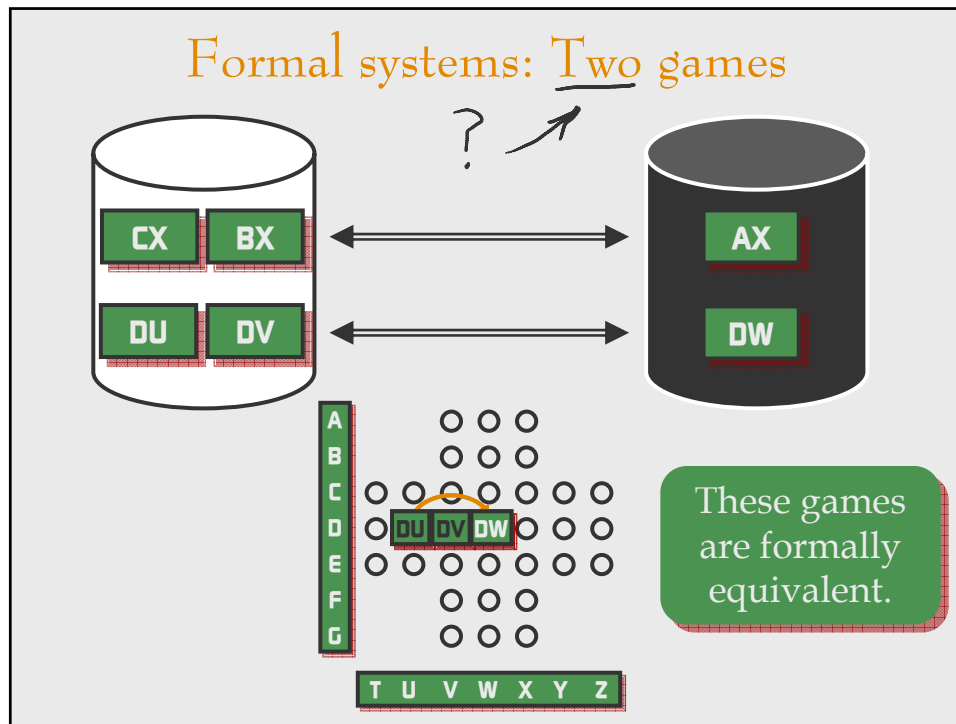 Formal systems: Two games
?
CX BX AX
DU DV DW
A
B
C
D
E
F
G
DU DV DW
These games
are formally
equivalent.
T U V W X Y Z